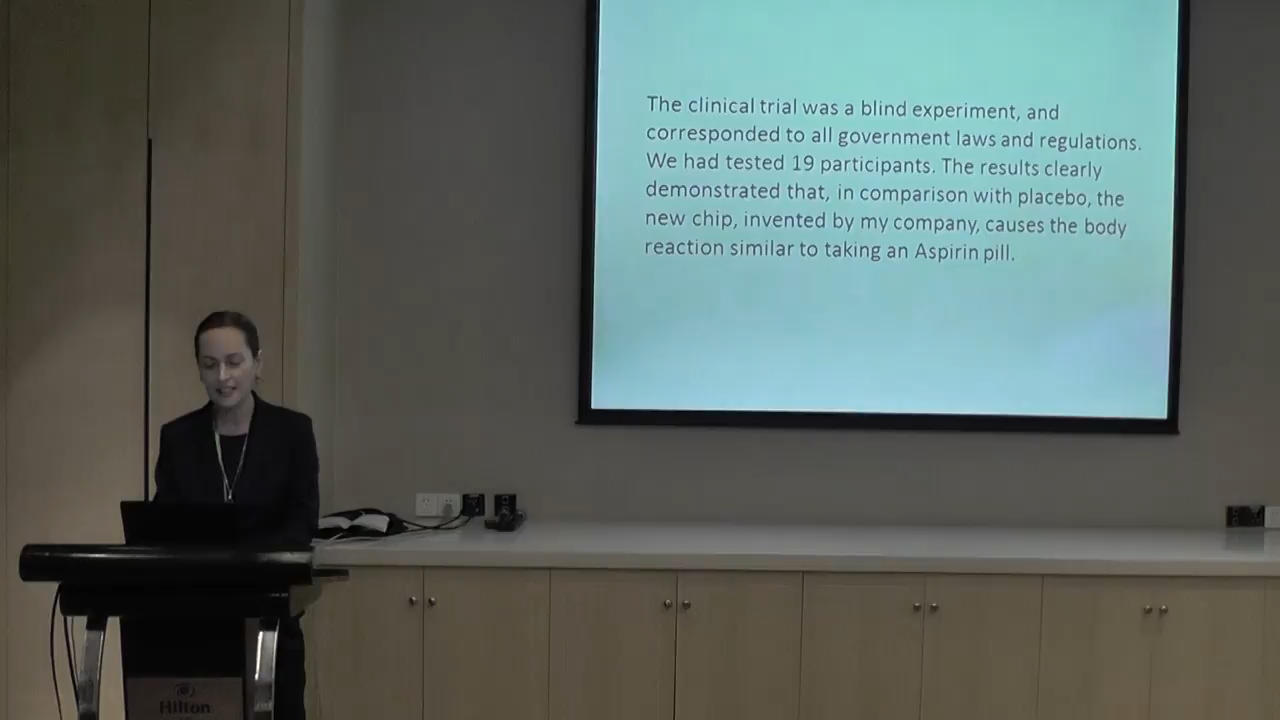 The clinical trial was a blind experiment, and
corresponded to all government laws and regulations.
We had tested 19 participants. The results clearly
demonstrated that, in comparison with placebo, the
new chip, invented by my company, causes the body
reaction similar to taking an Aspirin pill.
Hilton